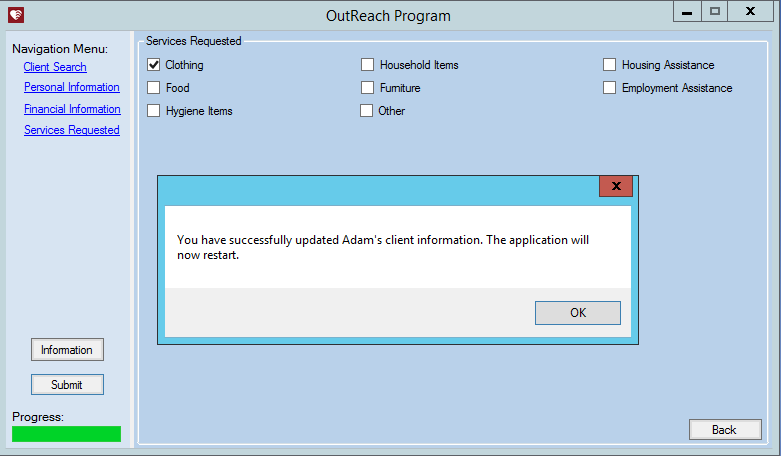 OutReach Program
Navigation Menu:
Client Search
Personal Information
Financial Information
Services Requested
Services Requested
Clothing
Household Items
Housing Assistance
Food
Furniture
Employment Assistance
Hygiene Items
Other
You have successfully updated Adam's client information. The application will
now restart.
OK
Information
Submit
Progress:
Back